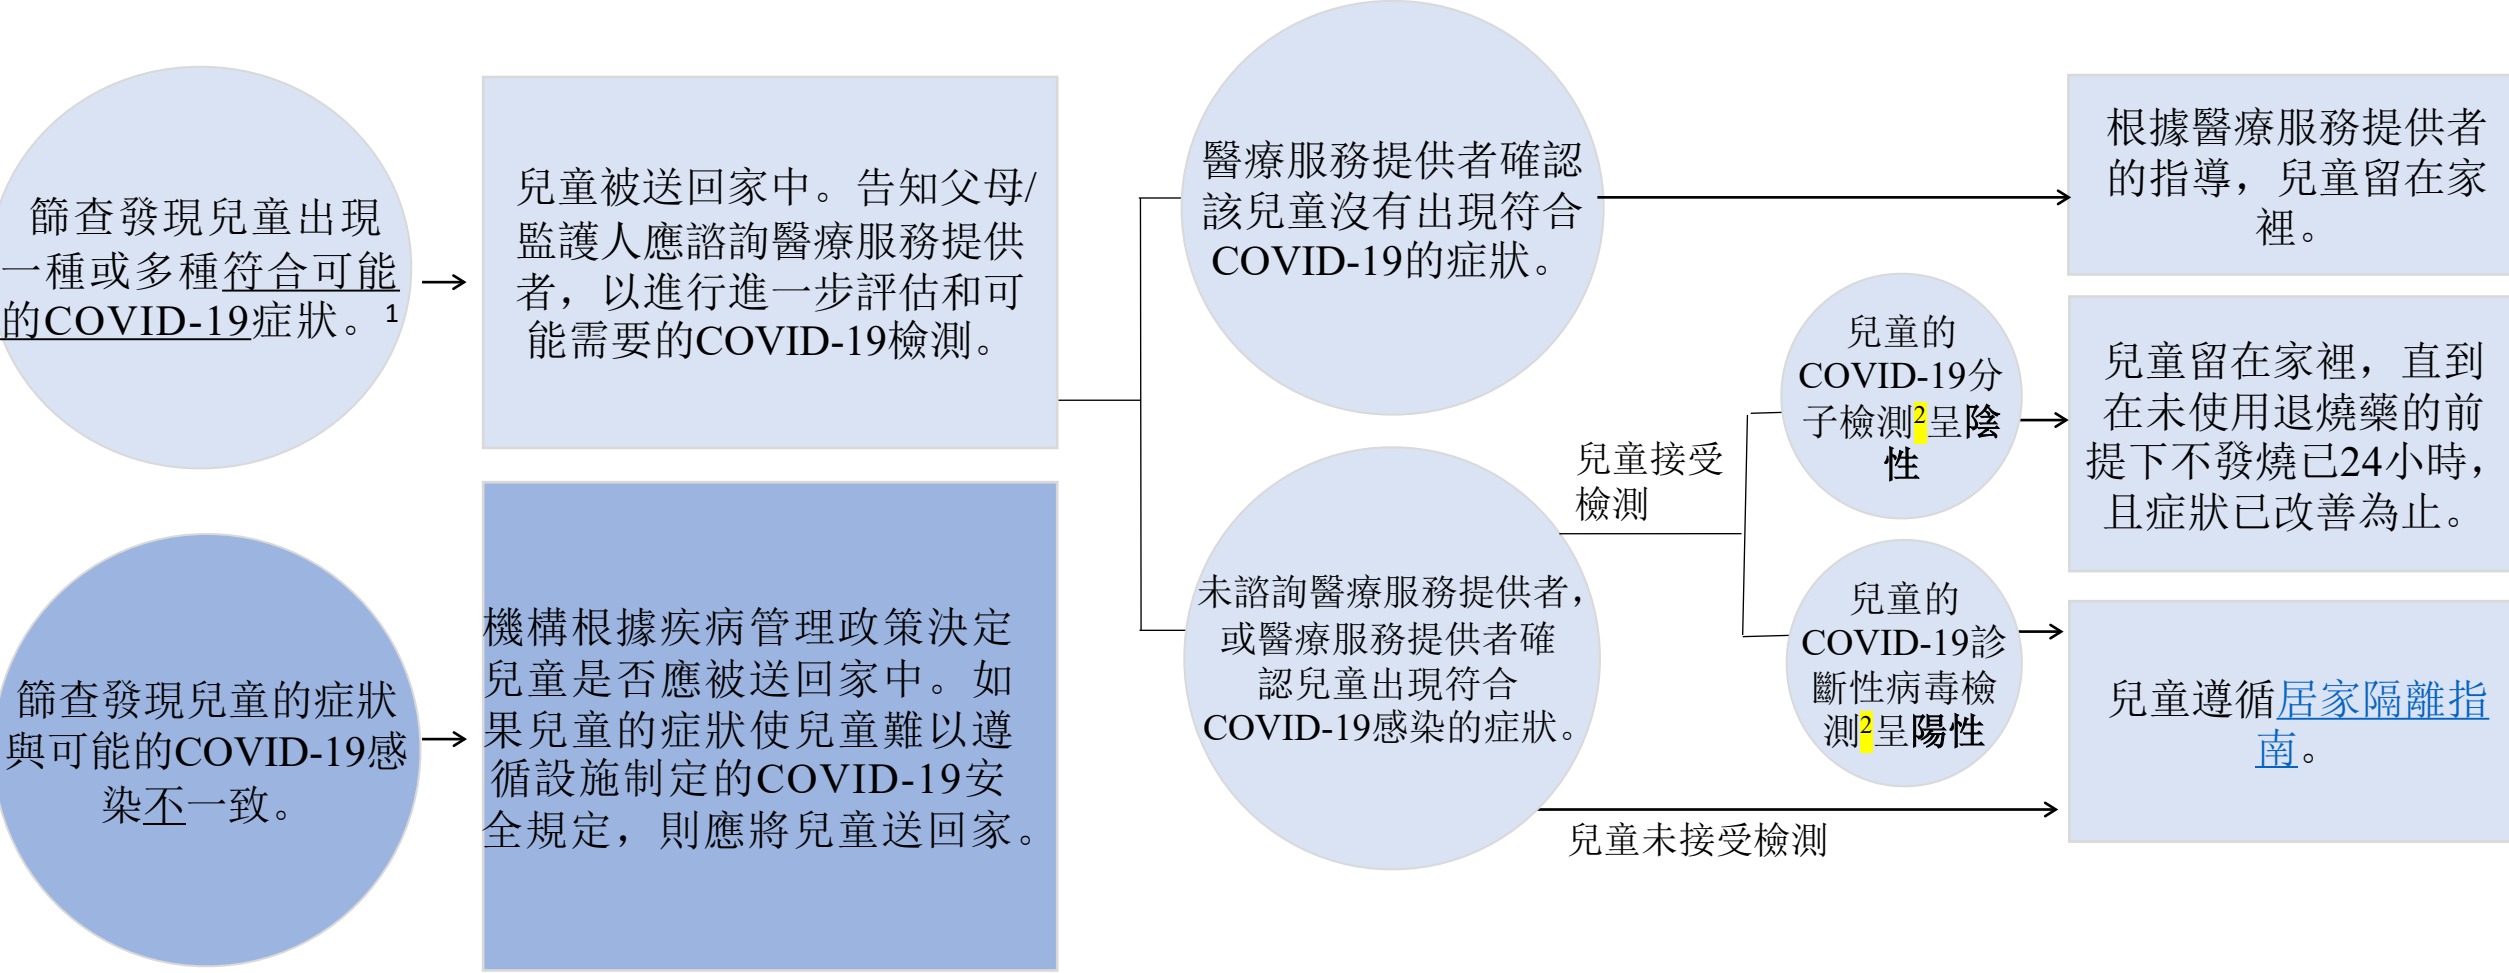 篩查發現兒童出現
一種或多種符合可能
的COVID-19症狀。1
兒童被送回家中。告知父母/
監護人應諮詢醫療服務提供
者，以進行進一步評估和可
能需要的COVID-19檢測。
醫療服務提供者確認
該兒童沒有出現符合
COVID-19的症狀。
根據醫療服務提供者
的指導，兒童留在家
裡。
未諮詢醫療服務提供者，
或醫療服務提供者確
認兒童出現符合
COVID-19感染的症狀。
兒童接受
檢測
兒童的
COVID-19分
子檢測2呈陰
性
兒童留在家裡，直到
在未使用退燒藥的前
提下不發燒已24小時，
且症狀已改善為止。
兒童的
COVID-19診
斷性病毒檢
測2呈陽性
兒童未接受檢測
兒童遵循居家隔離指
南。
篩查發現兒童的症狀
與可能的COVID-19感
染不一致。
機構根據疾病管理政策決定
兒童是否應被送回家中。如
果兒童的症狀使兒童難以遵
循設施制定的COVID-19安
全規定，則應將兒童送回家。